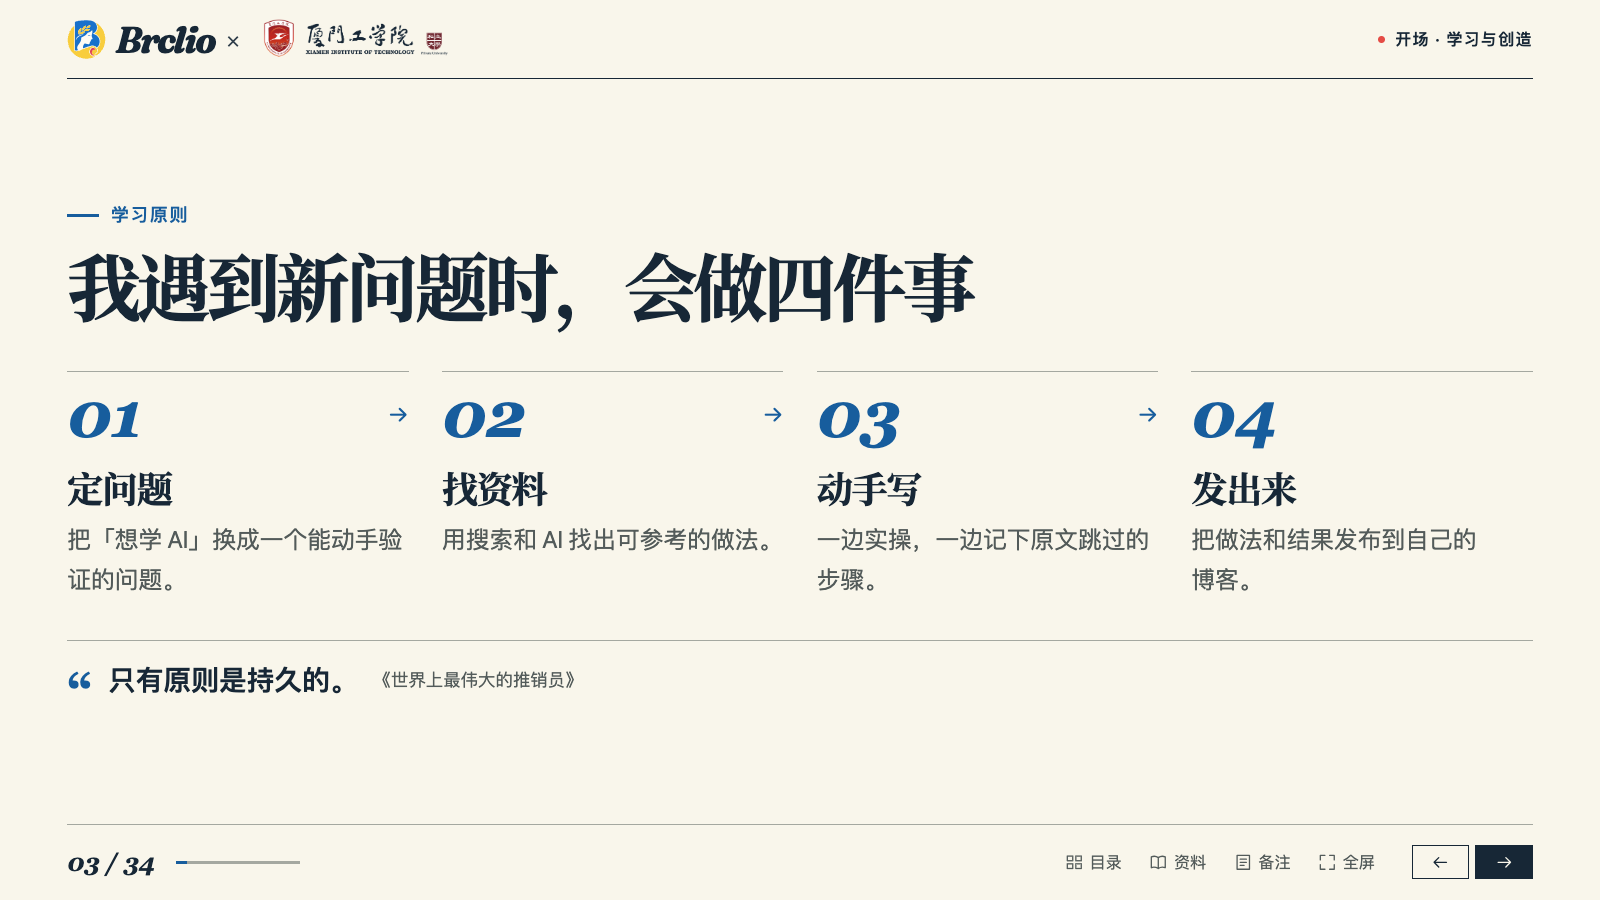 Brclio ×
廈門工学院
XIAMEN INSTITUTE OF TECHNOLOGY
开场 · 学习与创造
学习原则
我遇到新问题时，会做四件事
01 →
定问题
把「想学 AI」换成一个能动手验
证的问题。
02 →
找资料
用搜索和 AI 找出可参考的做法。
03 →
动手写
一边实操，一边记下原文跳过的
步骤。
04
发出来
把做法和结果发布到自己的
博客。
“ 只有原则是持久的。 《世界上最伟大的推销员》
03 / 34
目录 资料 备注 全屏 ← →